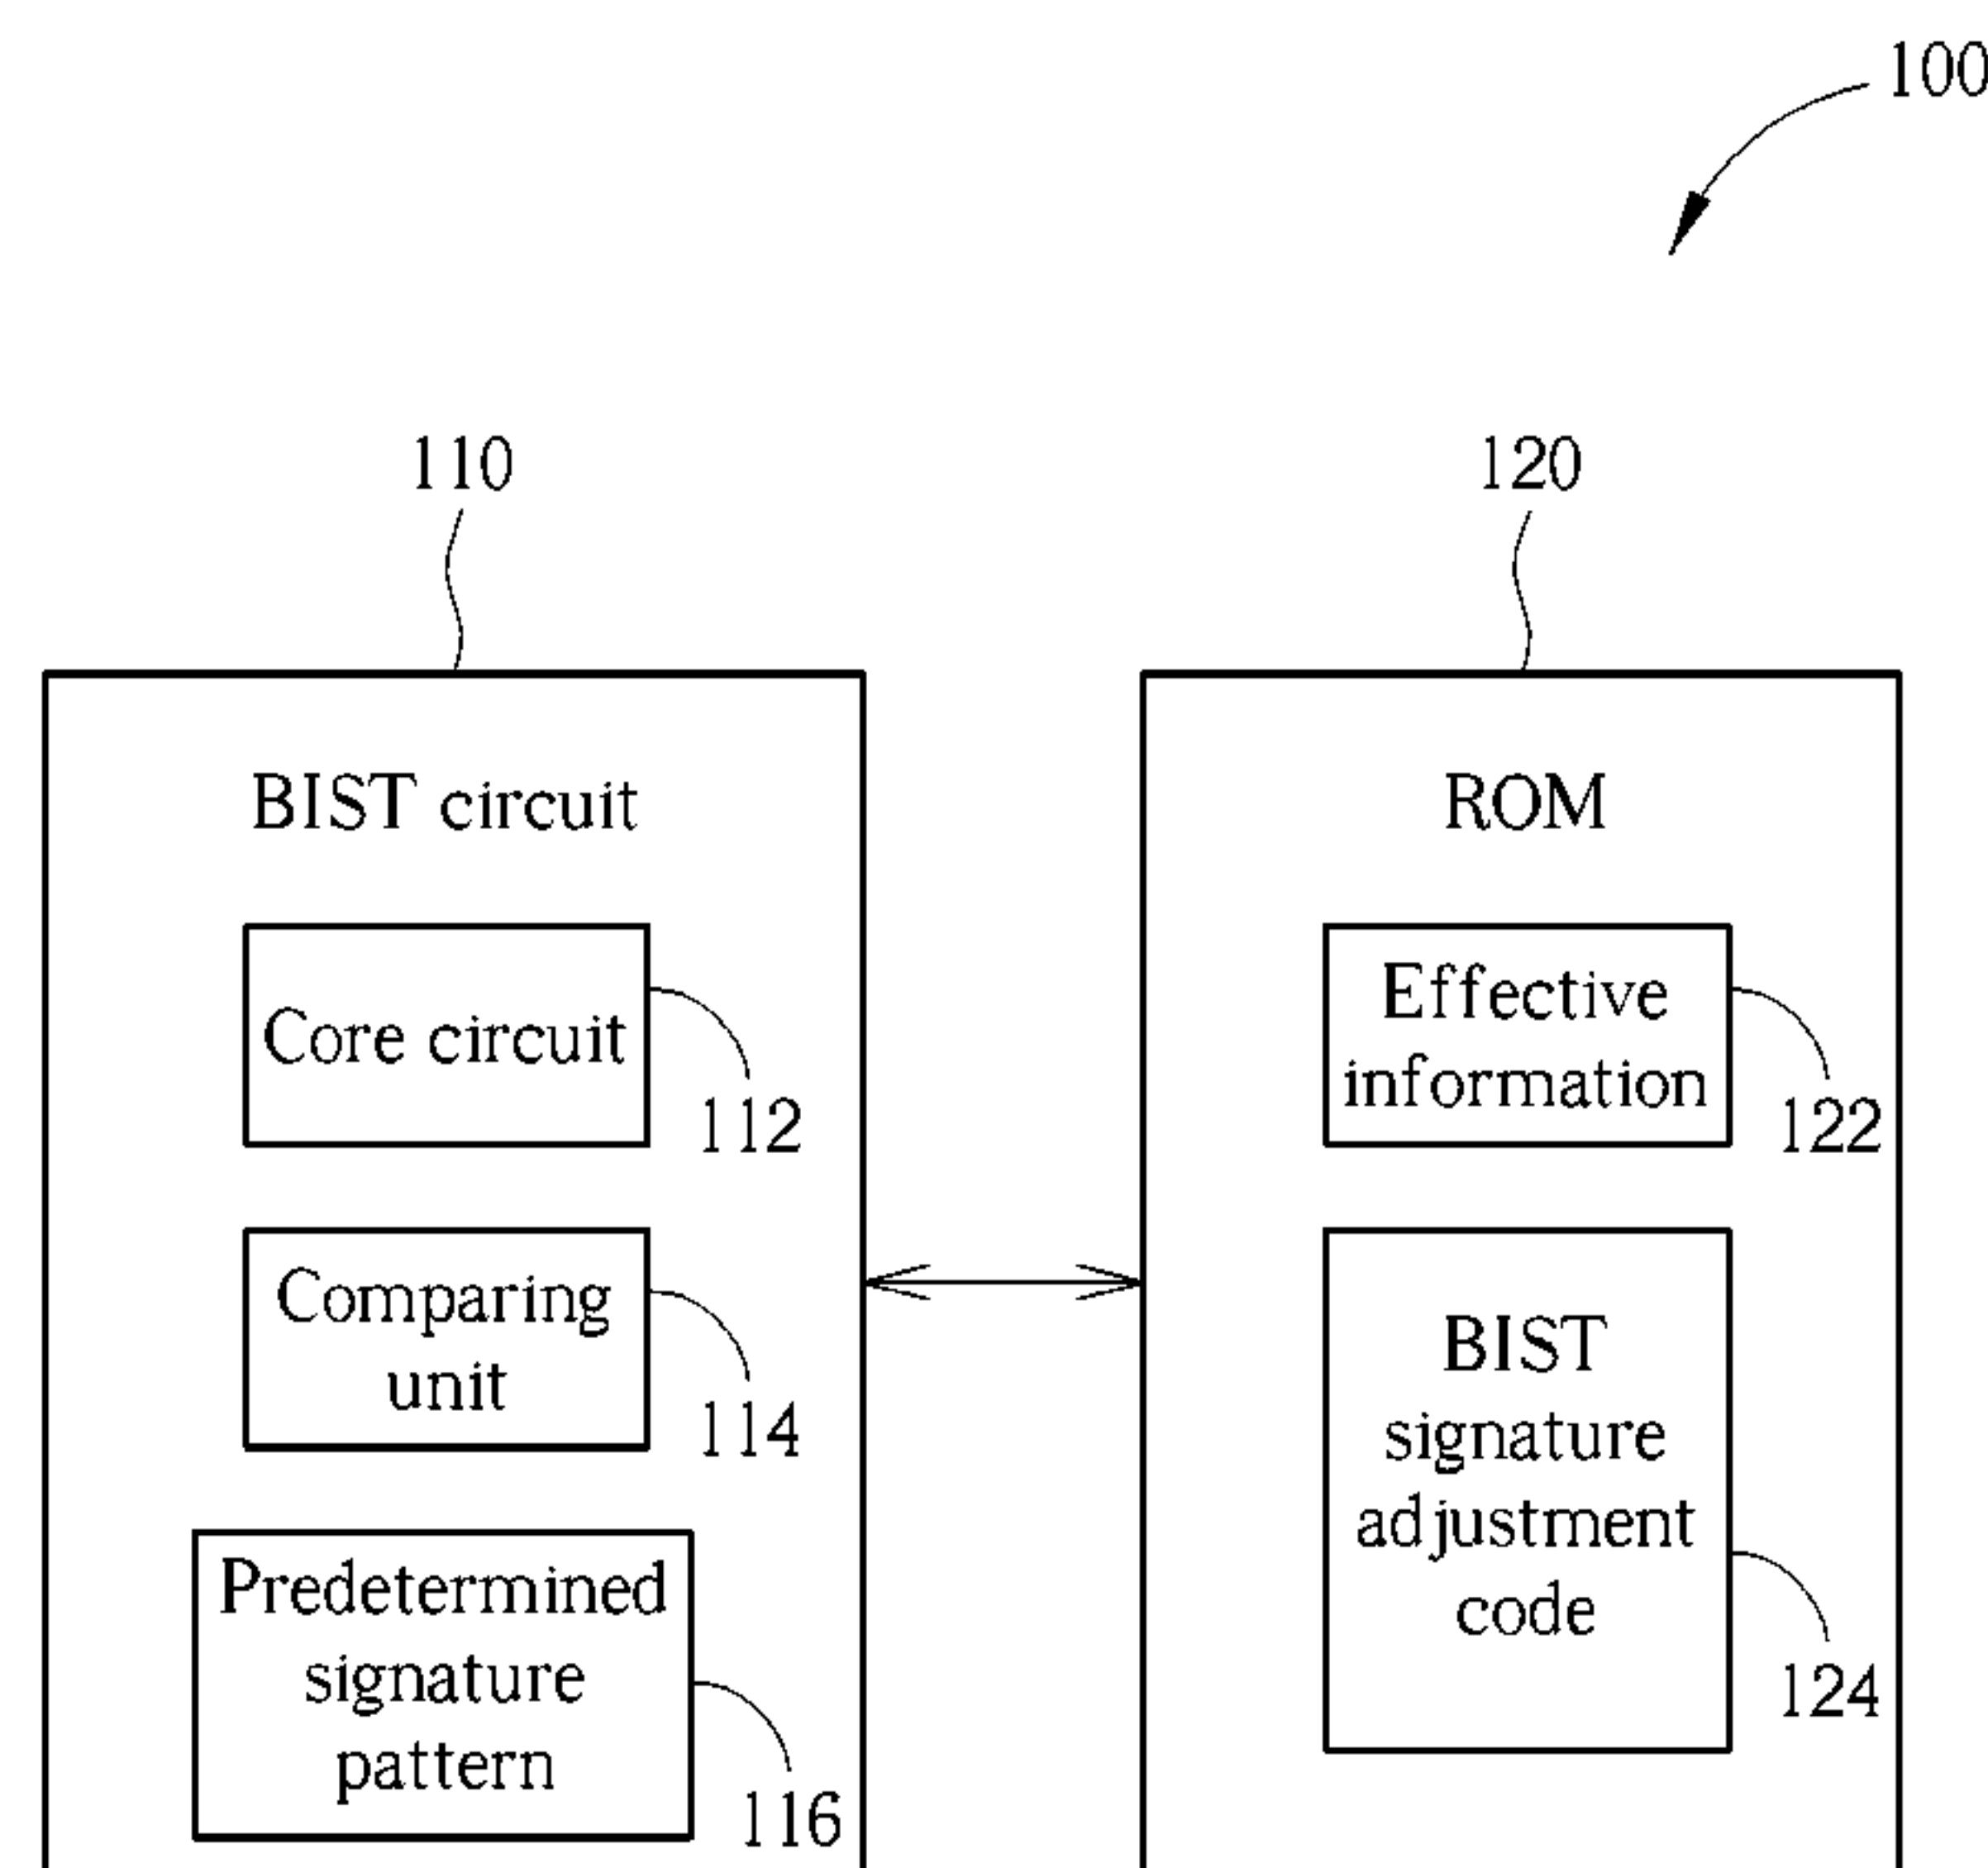 100
110
120
BIST circuit
ROM
Core circuit
112
Effective
information
122
Comparing
unit
114
BIST
signature
adjustment
code
124
Predetermined
signature
pattern
116